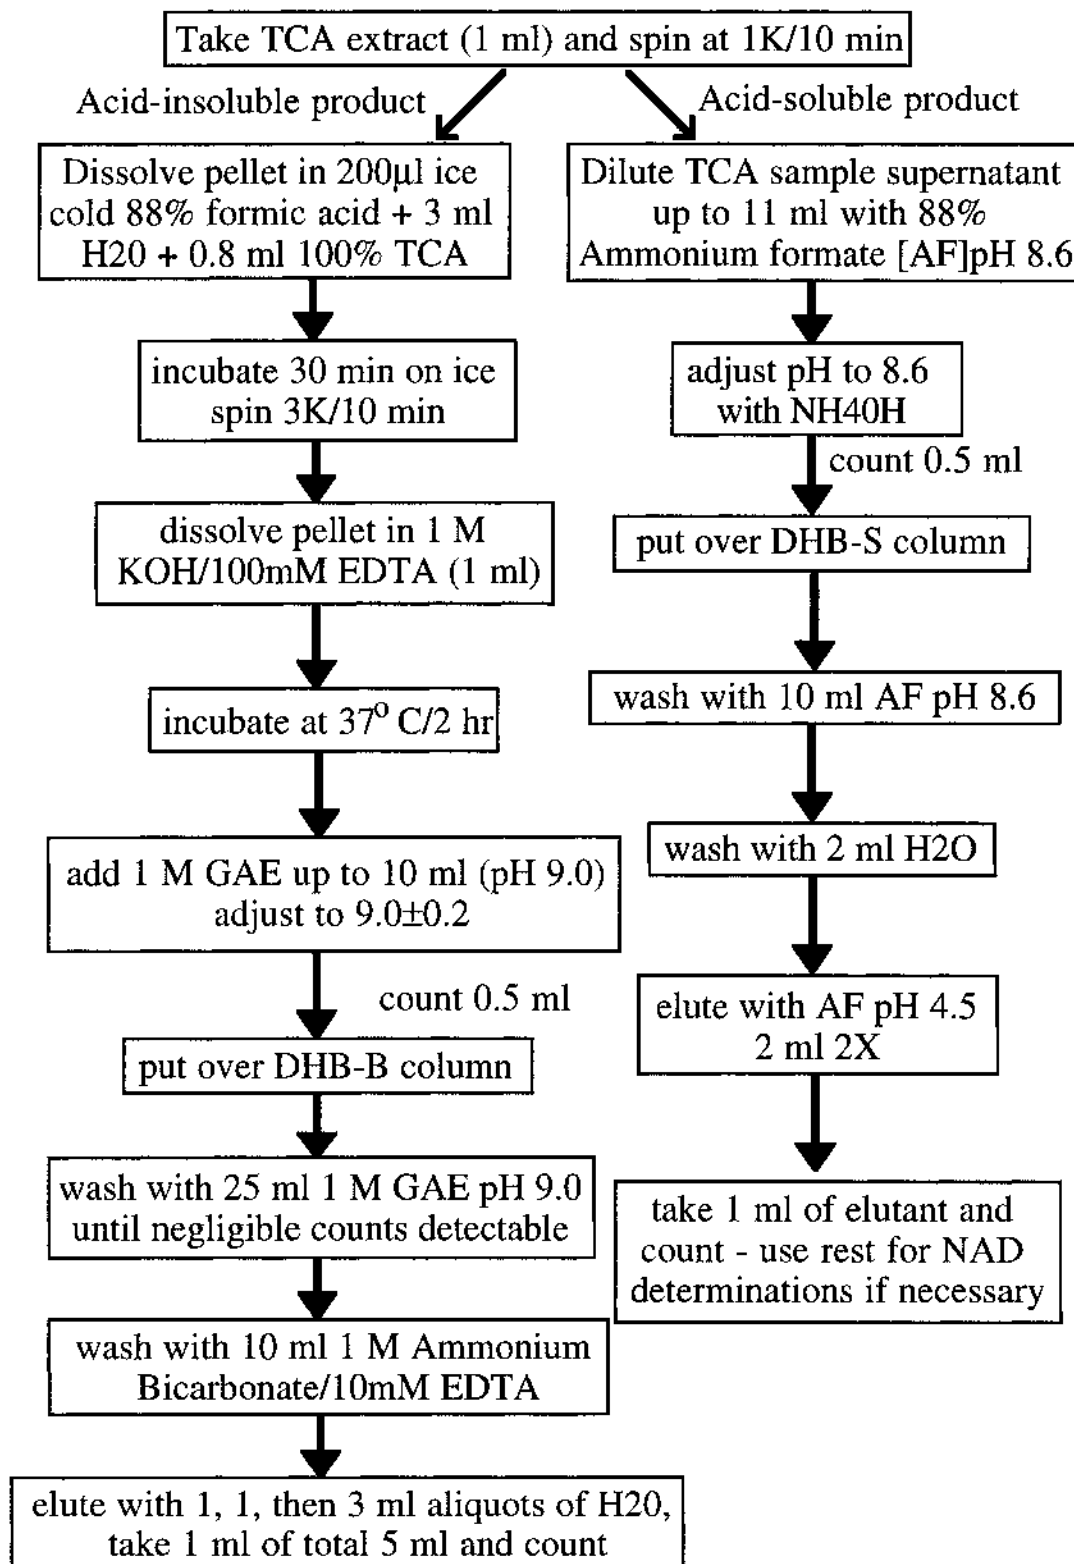 Take TCA extract (1 ml) and spin at 1K/10 min
Acid-insoluble product
Acid-soluble product
Dissolve pellet in 200µl ice
cold 88% formic acid + 3 ml
H20 + 0.8 ml 100% TCA
incubate 30 min on ice
spin 3K/10 min
dissolve pellet in 1 M
KOH/100mM EDTA (1 ml)
incubate at 37° C/2 hr
add 1 M GAE up to 10 ml (pH 9.0)
adjust to 9.0±0.2
count 0.5 ml
put over DHB-B column
wash with 25 ml 1 M GAE pH 9.0
until negligible counts detectable
wash with 10 ml 1 M Ammonium
Bicarbonate/10mM EDTA
elute with 1, 1, then 3 ml aliquots of H20,
take 1 ml of total 5 ml and count
Dilute TCA sample supernatant
up to 11 ml with 88%
Ammonium formate [AF]pH 8.6
adjust pH to 8.6
with NH40H
count 0.5 ml
put over DHB-S column
wash with 10 ml AF pH 8.6
wash with 2 ml H2O
elute with AF pH 4.5
2 ml 2X
take 1 ml of elutant and
count - use rest for NAD
determinations if necessary